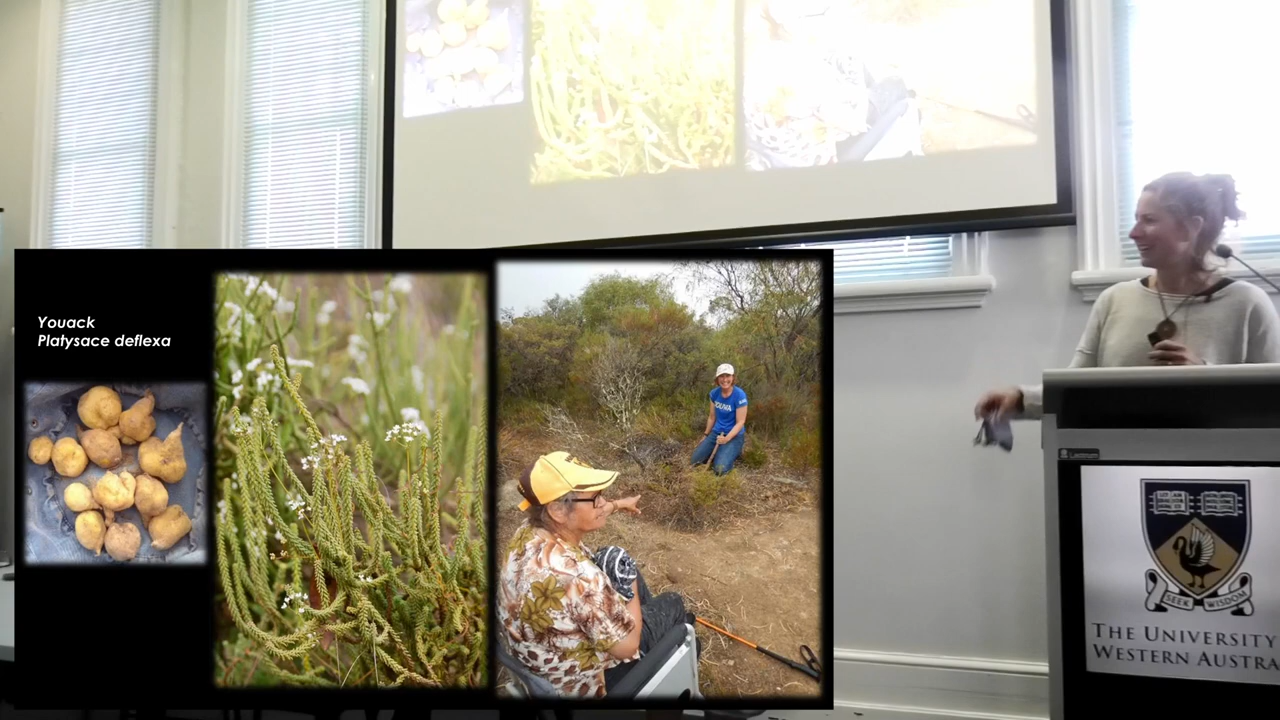 Youack
Platysace deflexa
SEEK WISDOM
THE UNIVERSITY
WESTERN AUSTRA